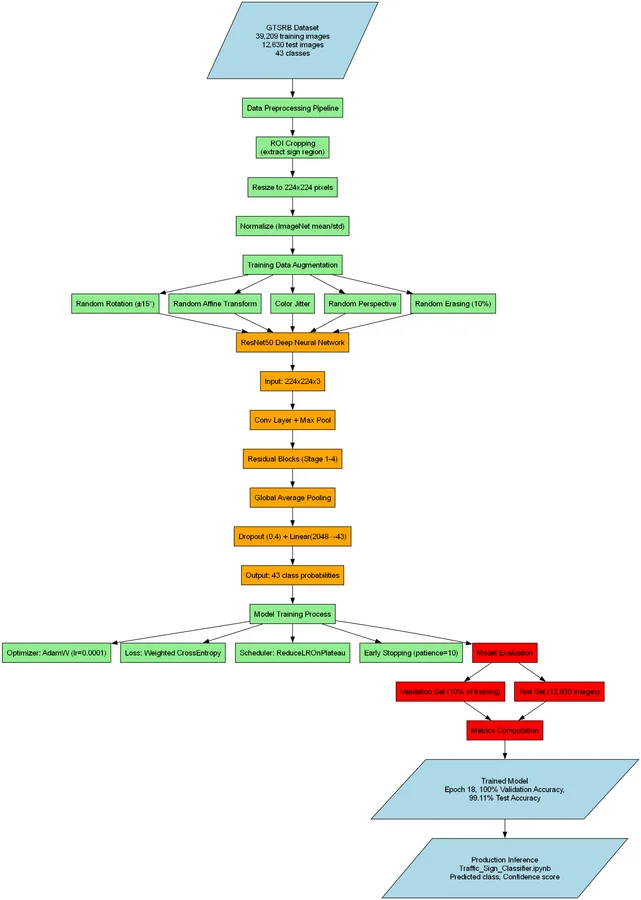 GTSRB Dataset
39,209 training images
12,630 test images
43 classes
Data Preprocessing Pipeline
ROI Cropping
(extract sign region)
Resize to 224x224 pixels
Normalize (ImageNet mean/std)
Training Data Augmentation
Random Rotation (±15°)
Random Affine Transform
Color Jitter
Random Perspective
Random Erasing (10%)
ResNet50 Deep Neural Network
Input: 224x224x3
Conv Layer + Max Pool
Residual Blocks (Stage 1-4)
Global Average Pooling
Dropout (0.4) + Linear(2048→43)
Output: 43 class probabilities
Model Training Process
Optimizer: AdamW (lr=0.0001)
Loss: Weighted CrossEntropy
Scheduler: ReduceLROnPlateau
Early Stopping (patience=10)
Model Evaluation
Validation Set (10% of training)
Test Set (12,630 images)
Metrics Computation
Trained Model
Epoch 18, 100% Validation Accuracy,
99.11% Test Accuracy
Production Inference
Traffic_Sign_Classifier.ipynb
Predicted class, Confidence score